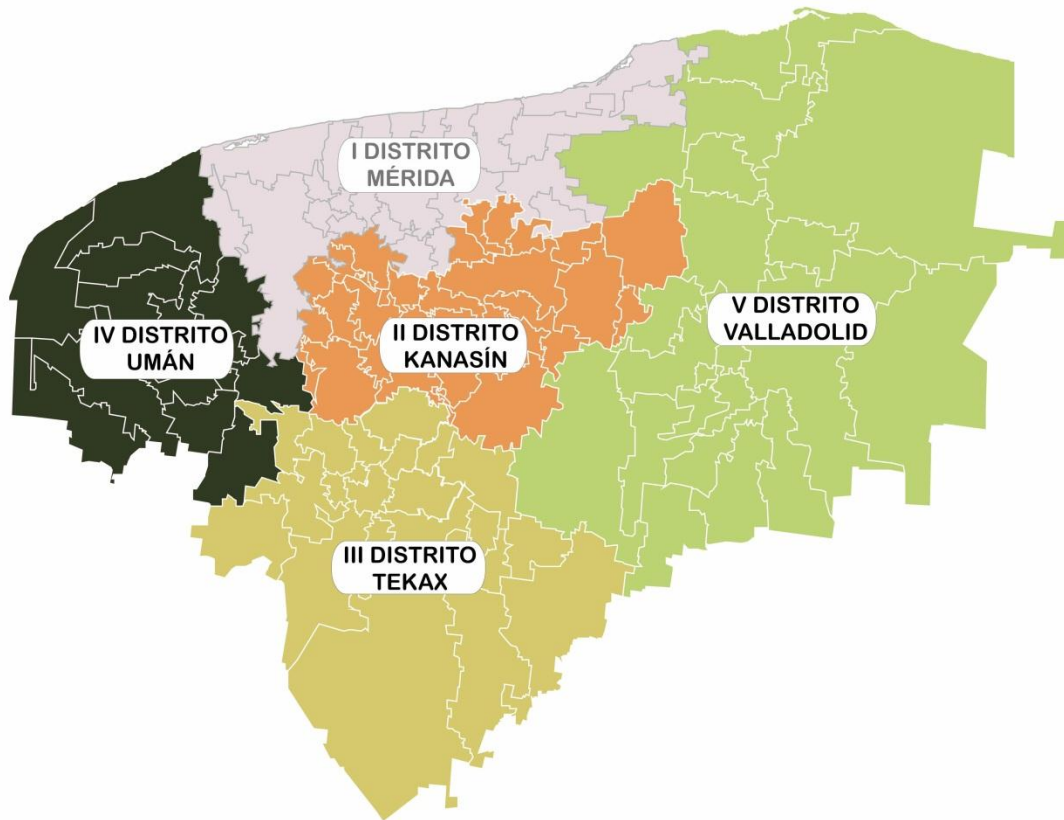 I DISTRITO
MÉRIDA
IV DISTRITO
UMÁN
II DISTRITO
KANASÍN
V DISTRITO
VALLADOLID
III DISTRITO
TEKAX